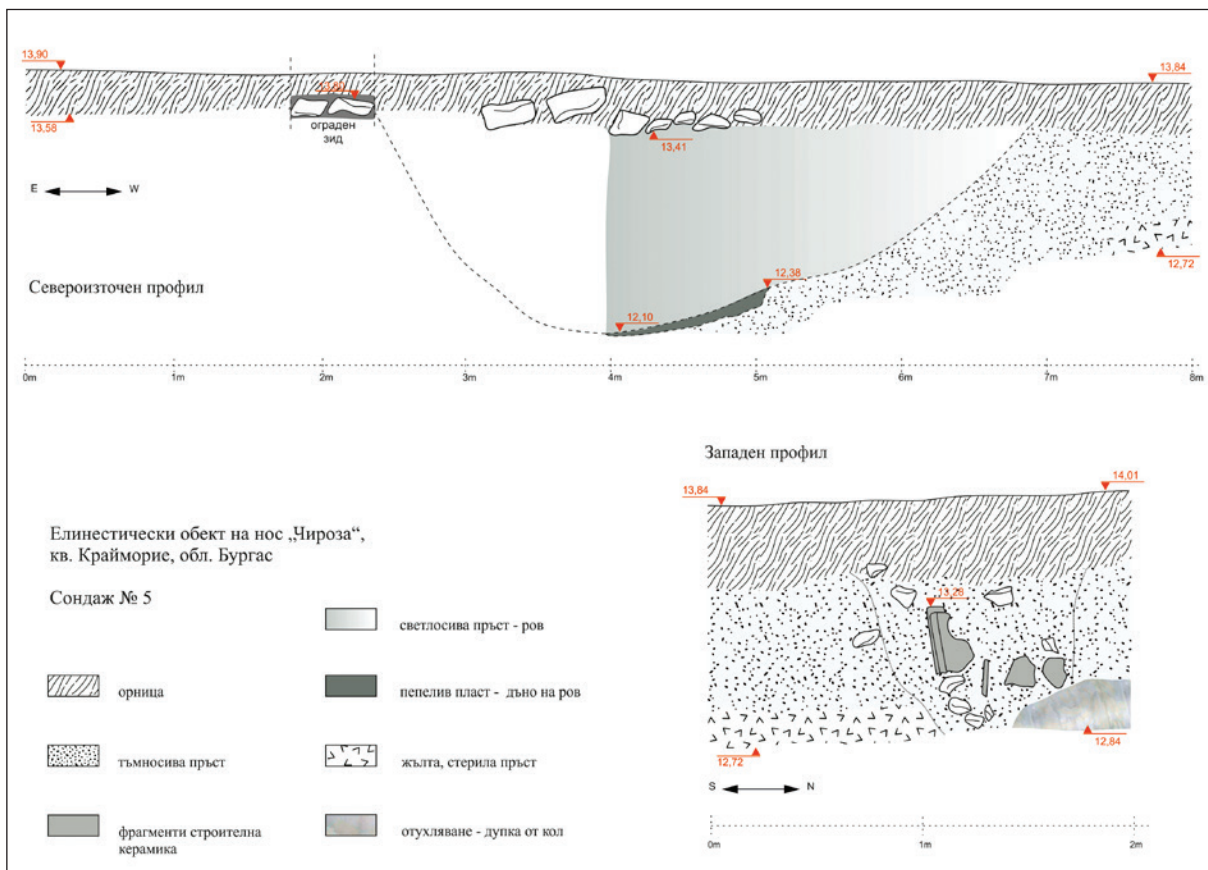 13,90
13,84
13,58
ограден
зид
13,41
E W
12,72
12,38
Североизточен профил
12,10
0m 1m 2m 3m 4m 5m 6m 7m 8m
Западен профил
13,84
14,01
13,28
12,84
12,72
S N
0m 1m 2m
Елинестически обект на нос „Чироза“,
кв. Крайморие, обл. Бургас
Сондаж № 5
орница
тъмносива пръст
фрагменти строителна
керамика
светлосива пръст - ров
пепелив пласт - дъно на ров
жълта, стерила пръст
отухляване - дупка от кол